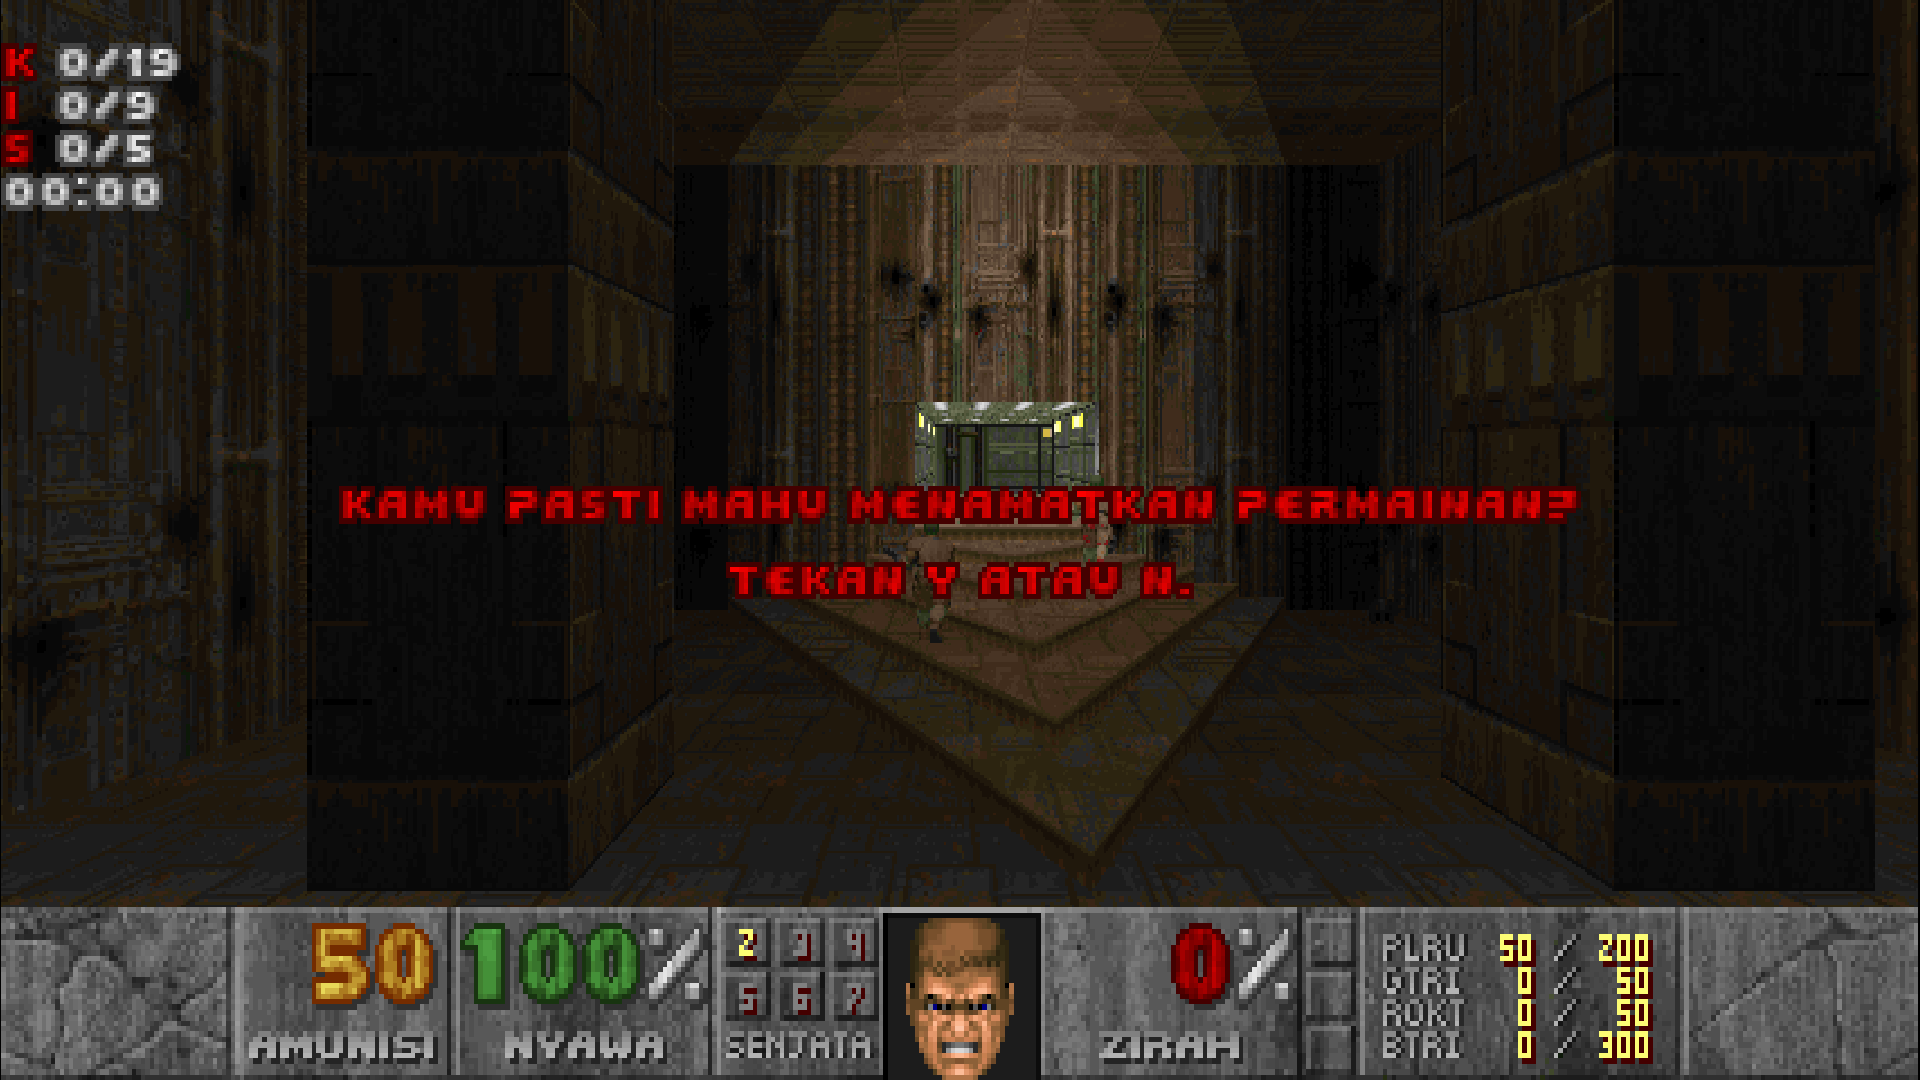 K 0/19
I 0/9
S 0/5
00:00
KAMU PASTI MAHU MENAMATKAN PERMAINAN?
TEKAN Y ATAU N.
50 100% 2 3 4 0%
5 6 7
AMUNISI NYAWA SENJATA ZIRAH
PLRU 50 / 200
GTRI 0 / 50
ROKT 0 / 50
BTRI 0 / 300